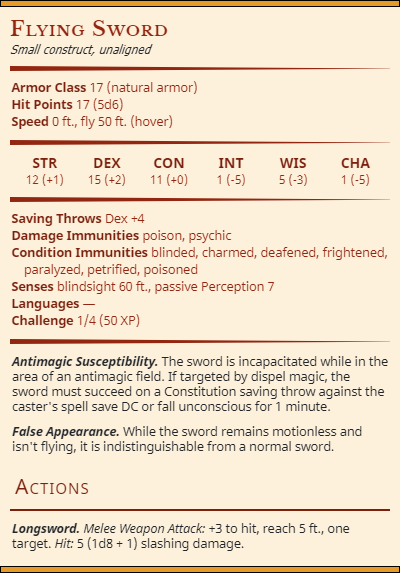 Flying Sword
Small construct, unaligned
Armor Class 17 (natural armor)
Hit Points 17 (5d6)
Speed 0 ft., fly 50 ft. (hover)
STR DEX CON INT WIS CHA
12 (+1) 15 (+2) 11 (+0) 1 (-5) 5 (-3) 1 (-5)
Saving Throws Dex +4
Damage Immunities poison, psychic
Condition Immunities blinded, charmed, deafened, frightened,
paralyzed, petrified, poisoned
Senses blindsight 60 ft., passive Perception 7
Languages —
Challenge 1/4 (50 XP)
Antimagic Susceptibility. The sword is incapacitated while in the
area of an antimagic field. If targeted by dispel magic, the
sword must succeed on a Constitution saving throw against the
caster's spell save DC or fall unconscious for 1 minute.
False Appearance. While the sword remains motionless and
isn't flying, it is indistinguishable from a normal sword.
Actions
Longsword. Melee Weapon Attack: +3 to hit, reach 5 ft., one
target. Hit: 5 (1d8 + 1) slashing damage.